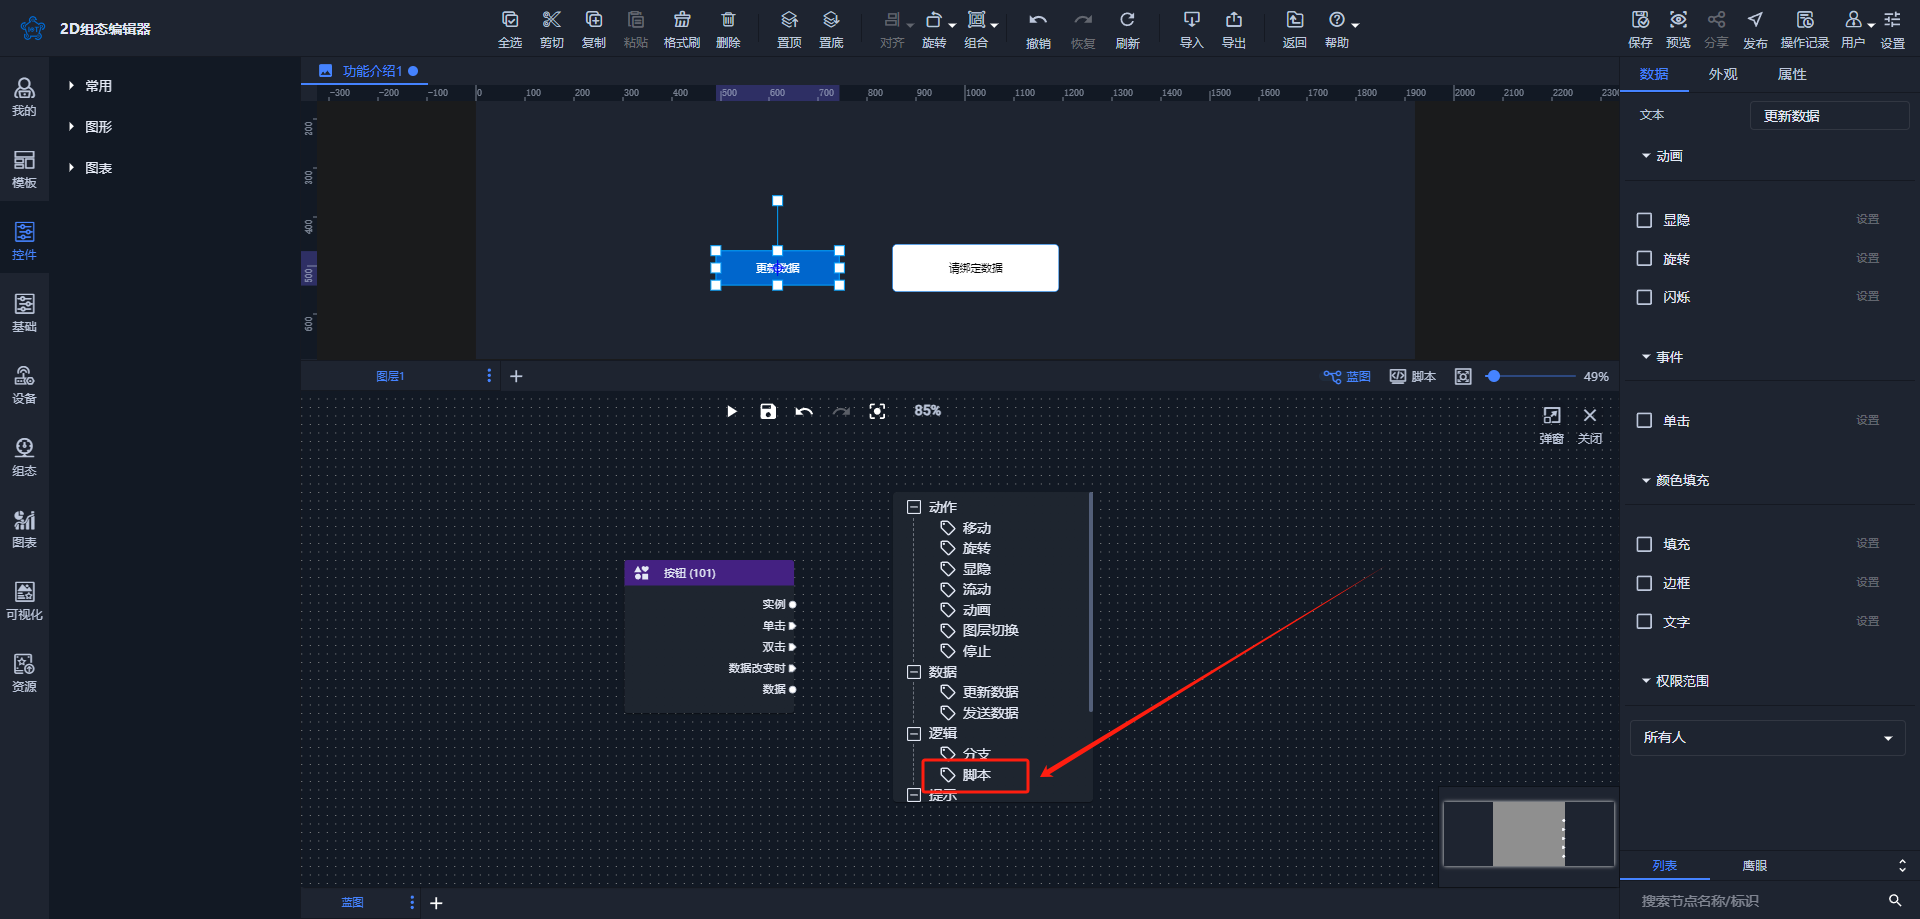 2D组态编辑器
全选 剪切 复制 粘贴 格式刷 删除 置顶 置底 对齐 旋转 组合 撤销 恢复 刷新 导入 导出 返回 帮助 保存 预览 分享 发布 操作记录 用户 设置
我的
模板
控件
基础
设备
组态
图表
可视化
资源
常用
图形
图表
功能介绍1
-300 -200 -100 0 100 200 300 400 500 600 700 800 900 1000 1100 1200 1300 1400 1500 1600 1700 1800 1900 2000 2100 2200 2300
200
300
400
500
600
更新数据
请绑定数据
图层1
蓝图 脚本 49%
85%
弹窗 关闭
按钮 (101)
实例
单击
双击
数据改变时
数据
动作
移动
旋转
显隐
流动
动画
图层切换
停止
数据
更新数据
发送数据
逻辑
分支
脚本
提示
蓝图
数据 外观 属性
文本 更新数据
动画
显隐 设置
旋转 设置
闪烁 设置
事件
单击 设置
颜色填充
填充 设置
边框 设置
文字 设置
权限范围
所有人
列表 鹰眼
搜索节点名称/标识